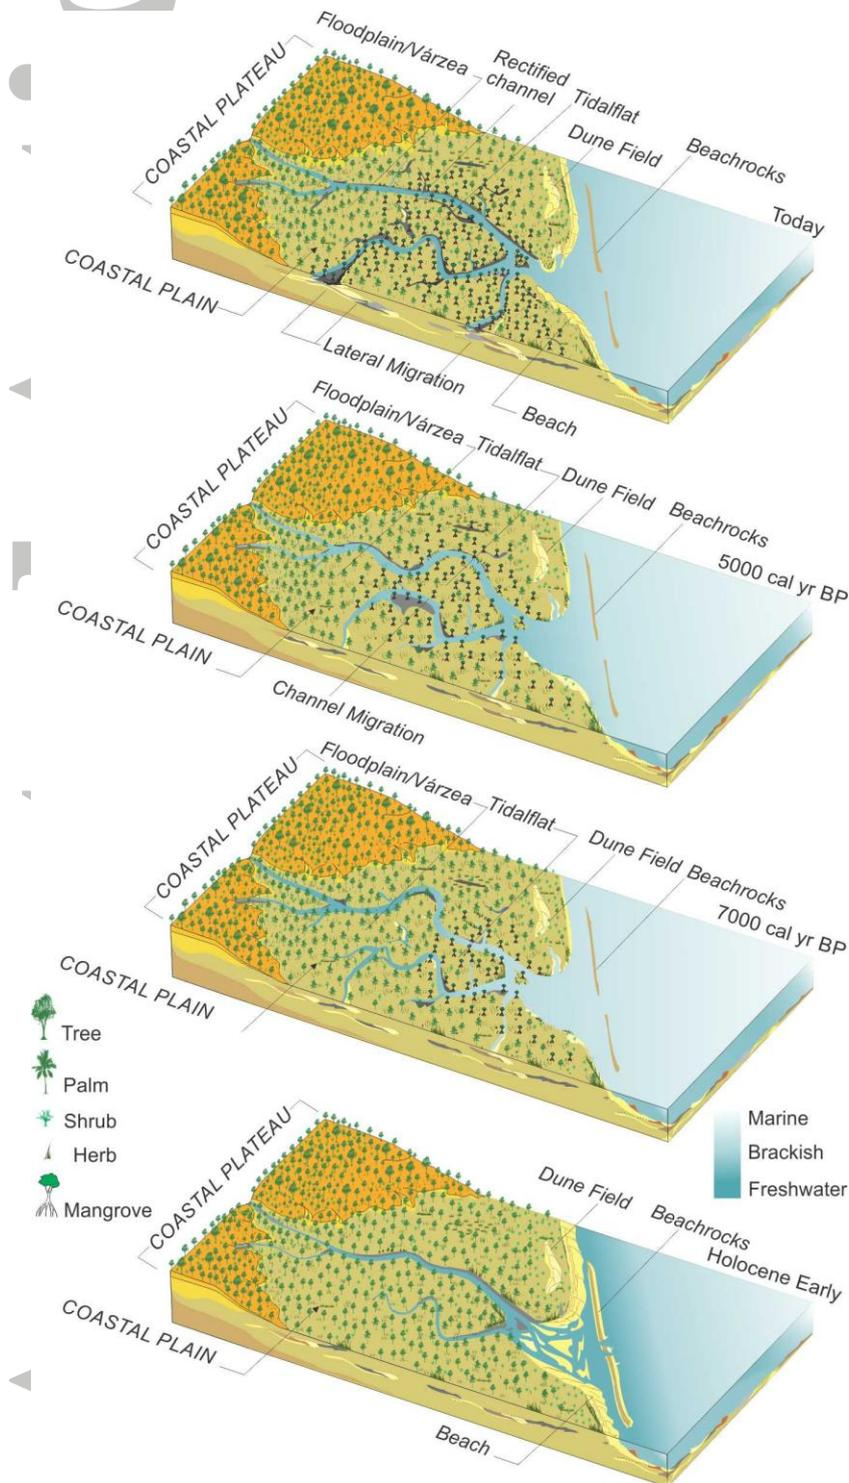 Floodplain/Várzea
Rectified
channel
Tidalflat
Dune Field
Beachrocks
Today
COASTAL PLATEAU
COASTAL PLAIN
Lateral Migration
Beach
Floodplain/Várzea
Tidalflat
Dune Field
Beachrocks
5000 cal yr BP
COASTAL PLATEAU
COASTAL PLAIN
Channel Migration
Floodplain/Várzea
Tidalflat
Dune Field
Beachrocks
7000 cal yr BP
COASTAL PLATEAU
COASTAL PLAIN
Tree
Palm
Shrub
Herb
Mangrove
Marine
Brackish
Freshwater
COASTAL PLATEAU
Dune Field
Beachrocks
Holocene Early
COASTAL PLAIN
Beach